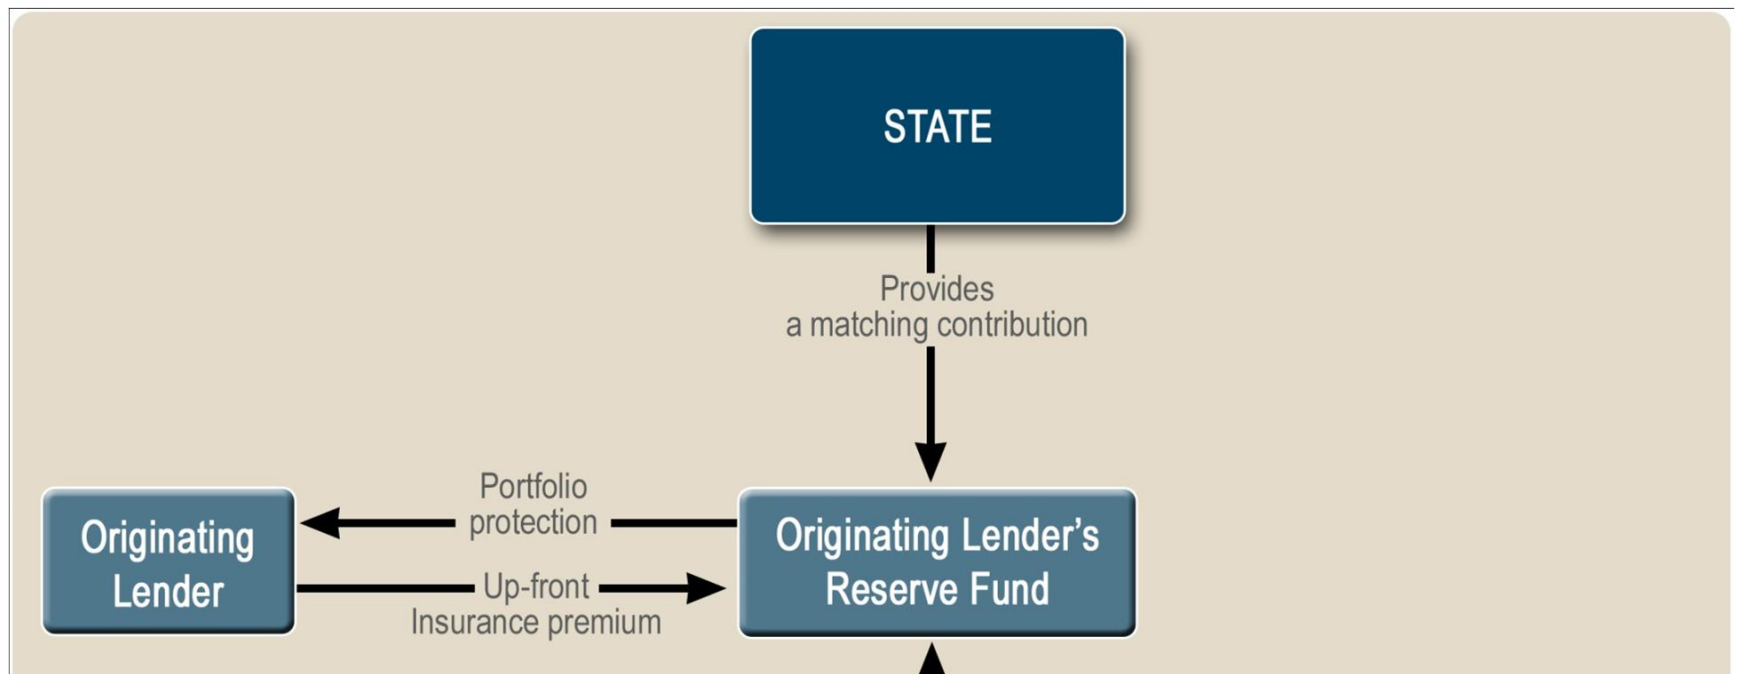 STATE
Provides
a matching contribution
Portfolio
protection
Originating
Lender
Originating Lender's
Reserve Fund
Up-front
Insurance premium